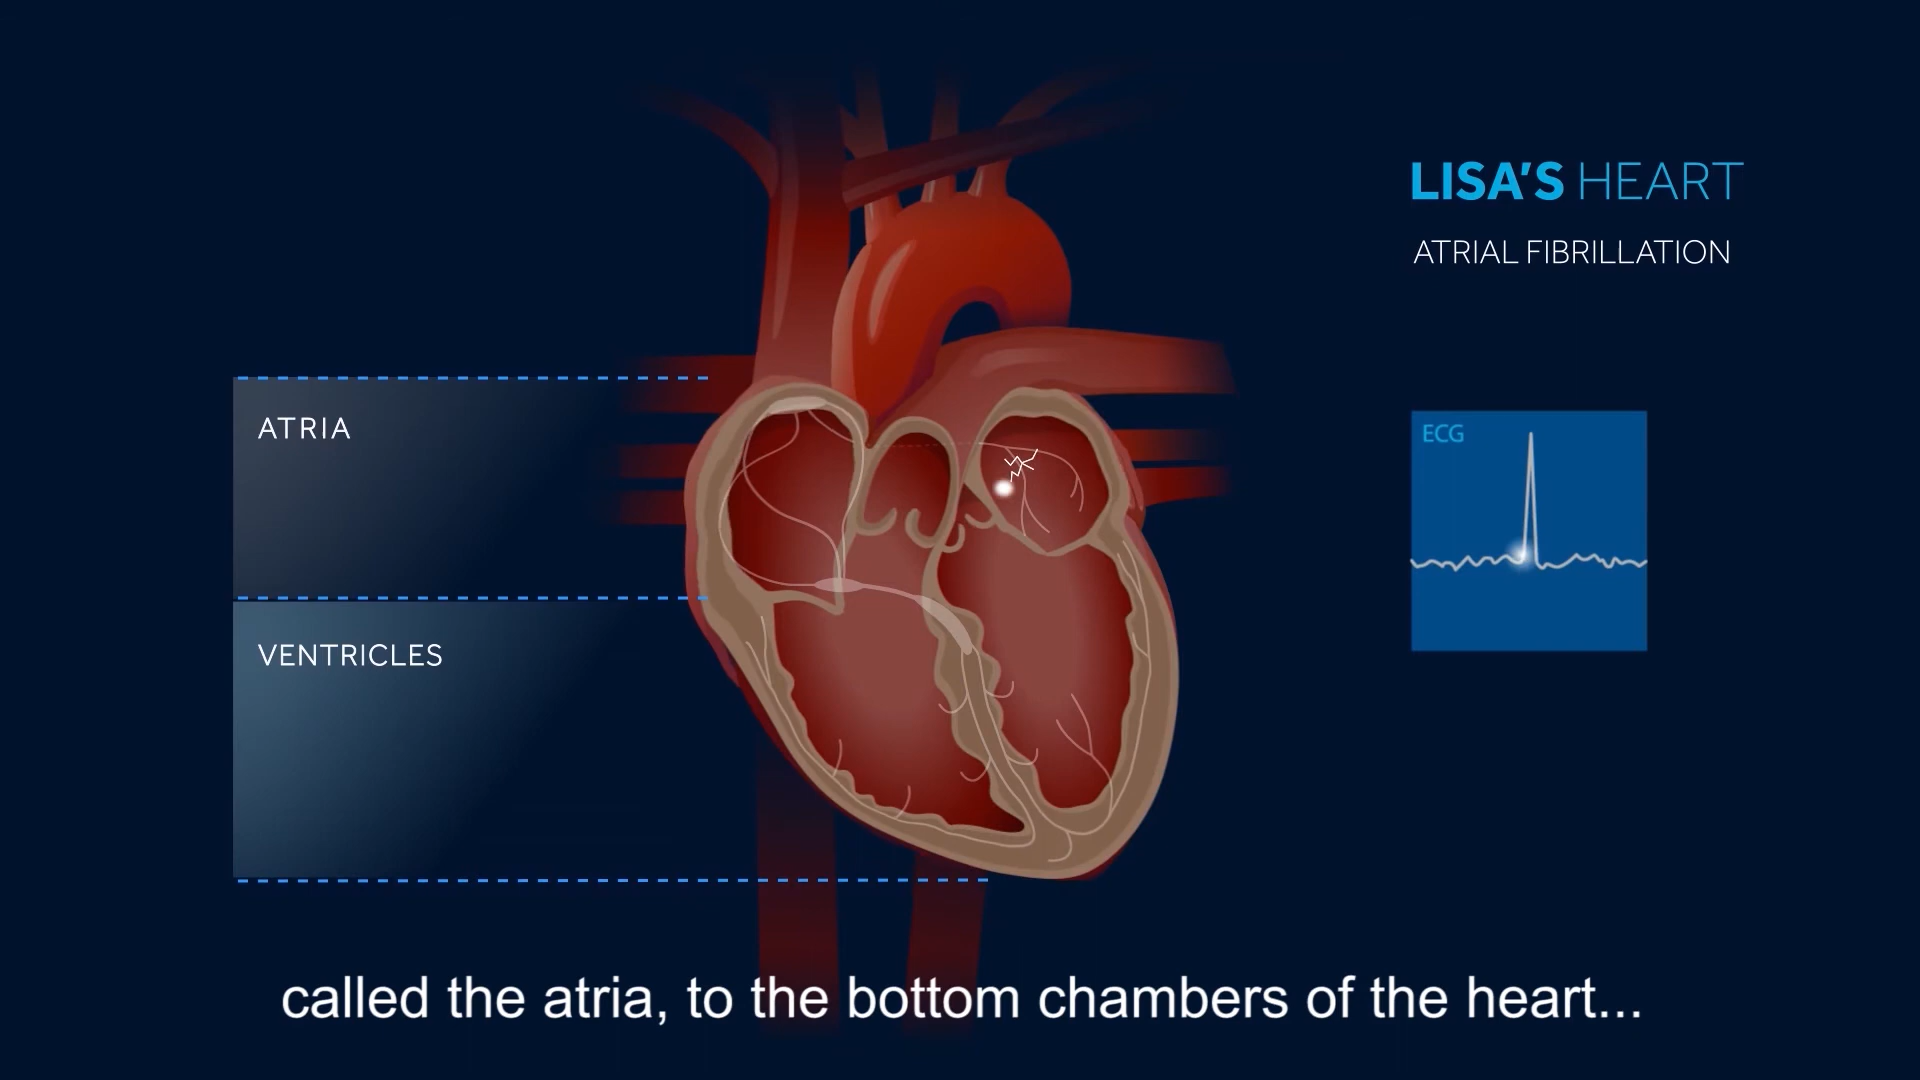 LISA'S HEART
ATRIAL FIBRILLATION
ATRIA
ECG
VENTRICLES
called the atria, to the bottom chambers of the heart...